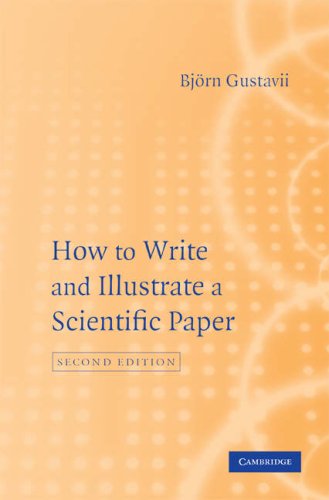 Björn Gustavii
How to Write
and Illustrate a
Scientific Paper
SECOND EDITION
CAMBRIDGE